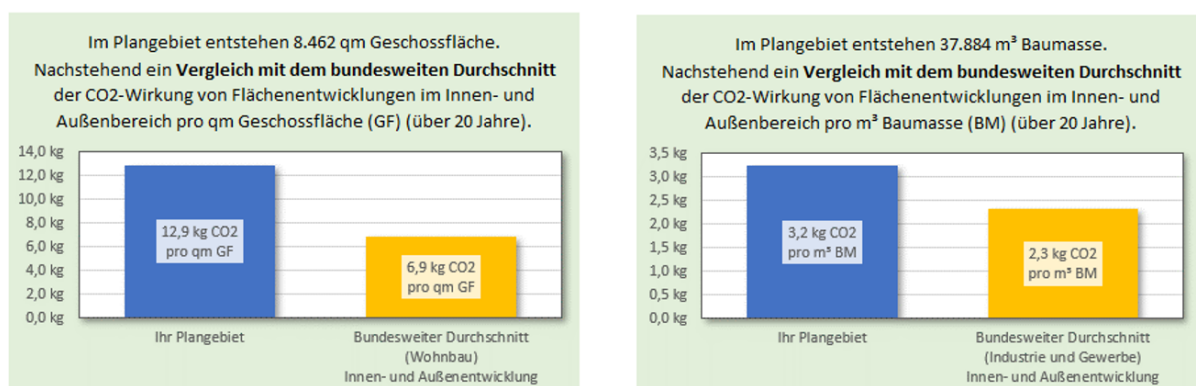 Im Plangebiet entstehen 8.462 qm Geschossfläche.
Nachstehend ein Vergleich mit dem bundesweiten Durchschnitt
der CO2-Wirkung von Flächenentwicklungen im Innen- und
Außenbereich pro qm Geschossfläche (GF) (über 20 Jahre).
14,0 kg
12,0 kg
10,0 kg
8,0 kg
6,0 kg
4,0 kg
2,0 kg
0,0 kg
12,9 kg CO2
pro qm GF
6,9 kg CO2
pro qm GF
Ihr Plangebiet
Bundesweiter Durchschnitt
(Wohnbau)
Innen- und Außenentwicklung
Im Plangebiet entstehen 37.884 m³ Baumasse.
Nachstehend ein Vergleich mit dem bundesweiten Durchschnitt
der CO2-Wirkung von Flächenentwicklungen im Innen- und
Außenbereich pro m³ Baumasse (BM) (über 20 Jahre).
3,5 kg
3,0 kg
2,5 kg
2,0 kg
1,5 kg
1,0 kg
0,5 kg
0,0 kg
3,2 kg CO2
pro m³ BM
2,3 kg CO2
pro m³ BM
Ihr Plangebiet
Bundesweiter Durchschnitt
(Industrie und Gewerbe)
Innen- und Außenentwicklung